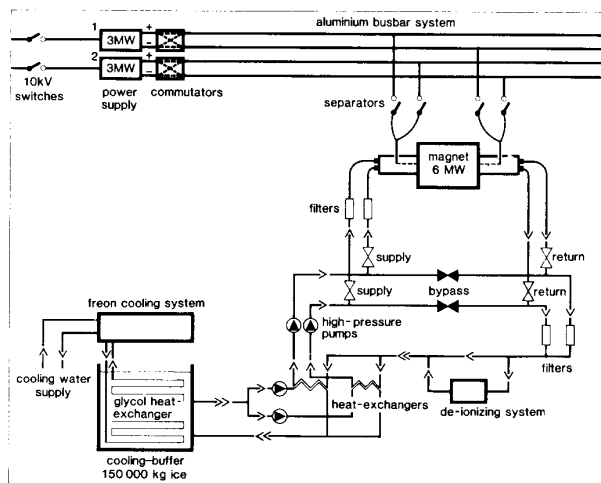 aluminium busbar system
1
3MW
+
−
2
3MW
+
−
10kV
switches
power
supply
commutators
separators
magnet
6 MW
filters
supply
return
supply
bypass
return
freon cooling system
high-pressure
pumps
filters
cooling water
supply
glycol heat-
exchanger
heat-exchangers
de-ionizing system
cooling-buffer
150 000 kg ice